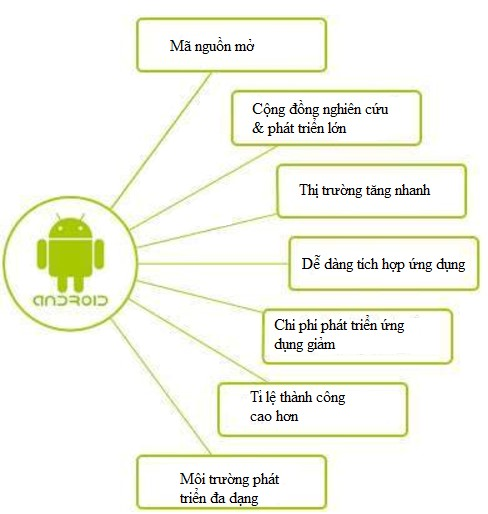 Mã nguồn mở
Cộng đồng nghiên cứu
& phát triển lớn
Thị trường tăng nhanh
Dễ dàng tích hợp ứng dụng
Chi phí phát triển ứng
dụng giảm
Tỉ lệ thành công
cao hơn
Môi trường phát
triển đa dạng
ANDROID